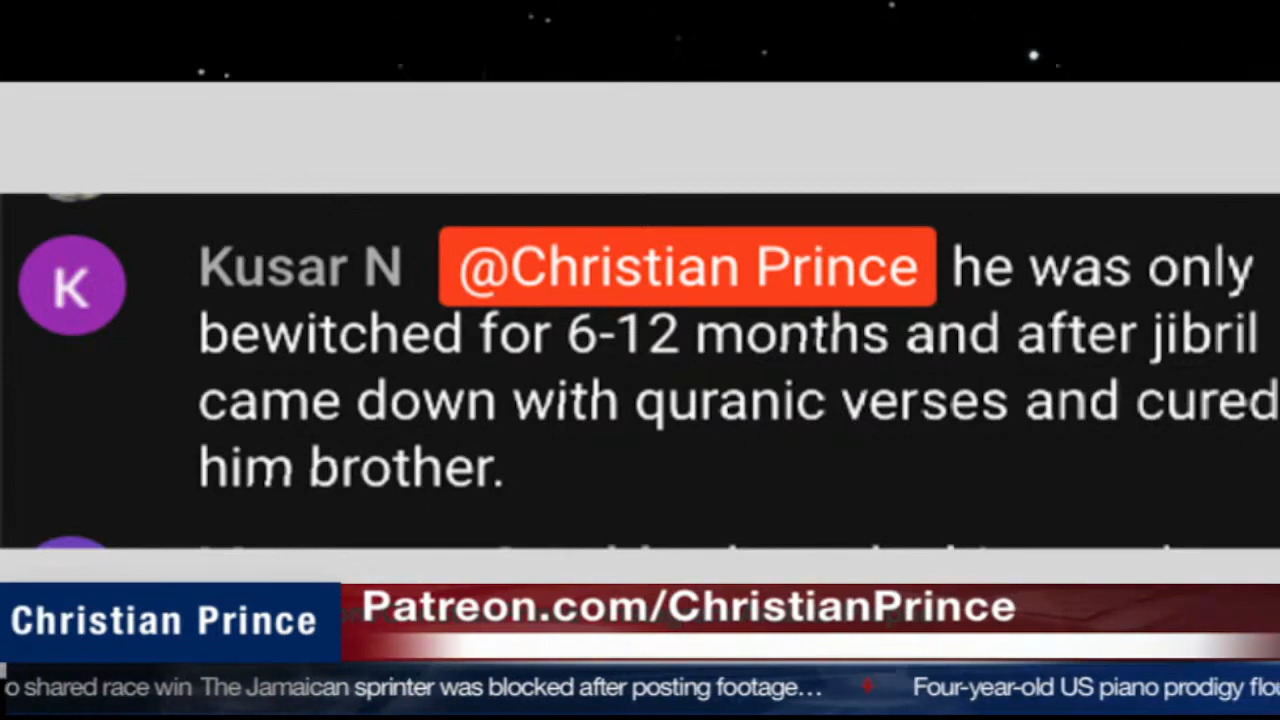 K
Kusar N @Christian Prince he was only
bewitched for 6-12 months and after jibril
came down with quranic verses and cured
him brother.
Christian Prince
Patreon.com/ChristianPrince
o shared race win The Jamaican sprinter was blocked after posting footage... Four-year-old US piano prodigy